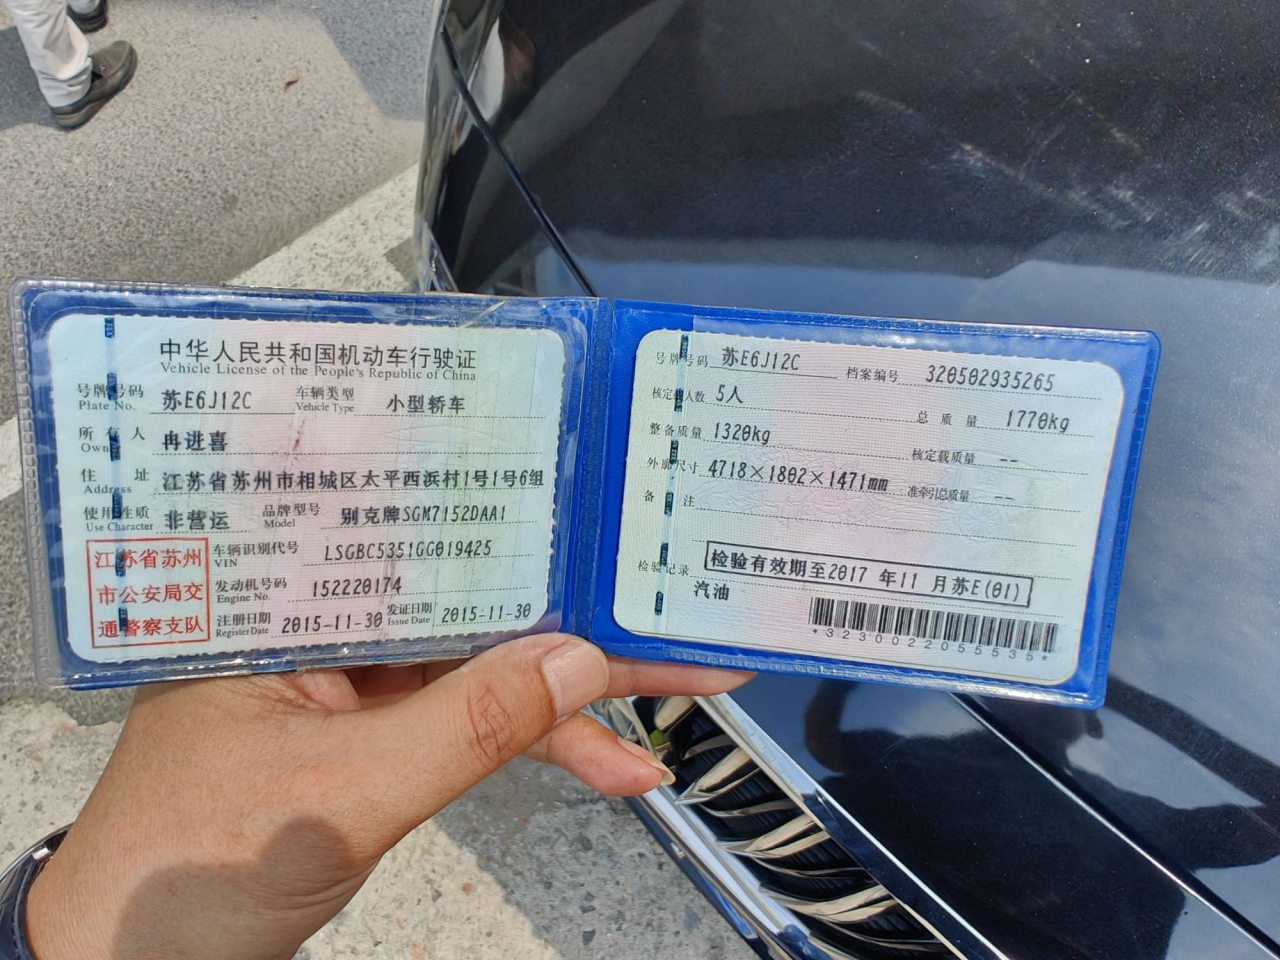 中华人民共和国机动车行驶证
Vehicle License of the People's Republic of China
号牌号码 苏E6J12C 车辆类型 小型轿车
Plate No. Vehicle Type
所有人 冉进喜
Owner
住址 江苏省苏州市相城区太平西浜村1号1号6组
Address
使用性质 非营运 品牌型号 别克牌SGM7152DAA1
Use Character Model
江苏省苏州
市公安局交
通警察支队
车辆识别代号 LSGBC5351GG019425
VIN
发动机号码 152220174
Engine No.
注册日期 2015-11-30 发证日期 2015-11-30
Register Date Issue Date
号牌号码 苏E6J12C 档案编号 320502935265
核定载人数 5人 总质量 1770kg
整备质量 1320kg 核定载质量 --
外廓尺寸 4718×1802×1471mm 准牵引总质量 --
备注
检验记录 检验有效期至2017年11月苏E(01)
汽油
*3230022055535*